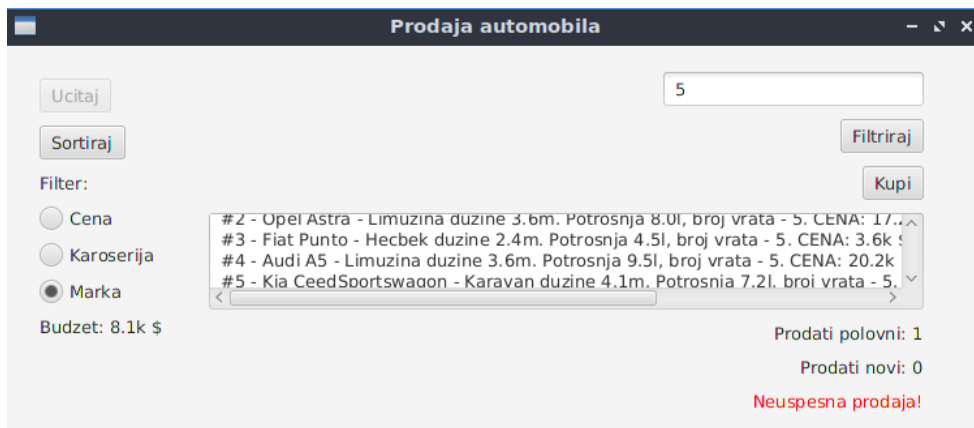 Prodaja automobila
Ucitaj
5
Sortiraj
Filtriraj
Filter:
Kupi
Cena
#2 - Opel Astra - Limuzina duzine 3.6m. Potrosnja 8.0l, broj vrata - 5. CENA: 17.
#3 - Fiat Punto - Hecbek duzine 2.4m. Potrosnja 4.5l, broj vrata - 5. CENA: 3.6k
Karoserija
#4 - Audi A5 - Limuzina duzine 3.6m. Potrosnja 9.5l, broj vrata - 5. CENA: 20.2k
#5 - Kia CeedSportswagon - Karavan duzine 4.1m. Potrosnja 7.2l, broj vrata - 5.
Marka
Budzet: 8.1k $
Prodati polovni: 1
Prodati novi: 0
Neuspesna prodaja!